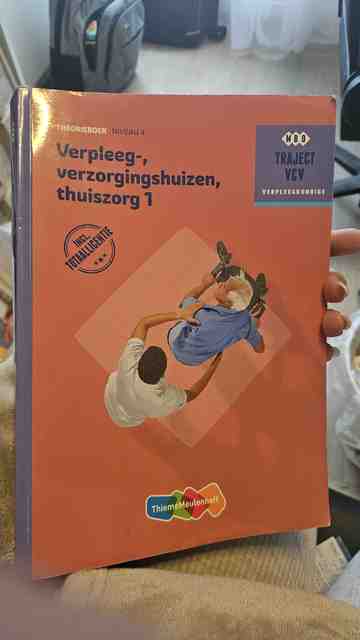 THEORIEBOEK niveau 4
Verpleeg-,
verzorgingshuizen,
thuiszorg 1
MBO
TRAJECT
V&V
VERPLEEGKUNDIGE
INCL.
TOTAALLICENTIE
ThiemeMeulenhoff